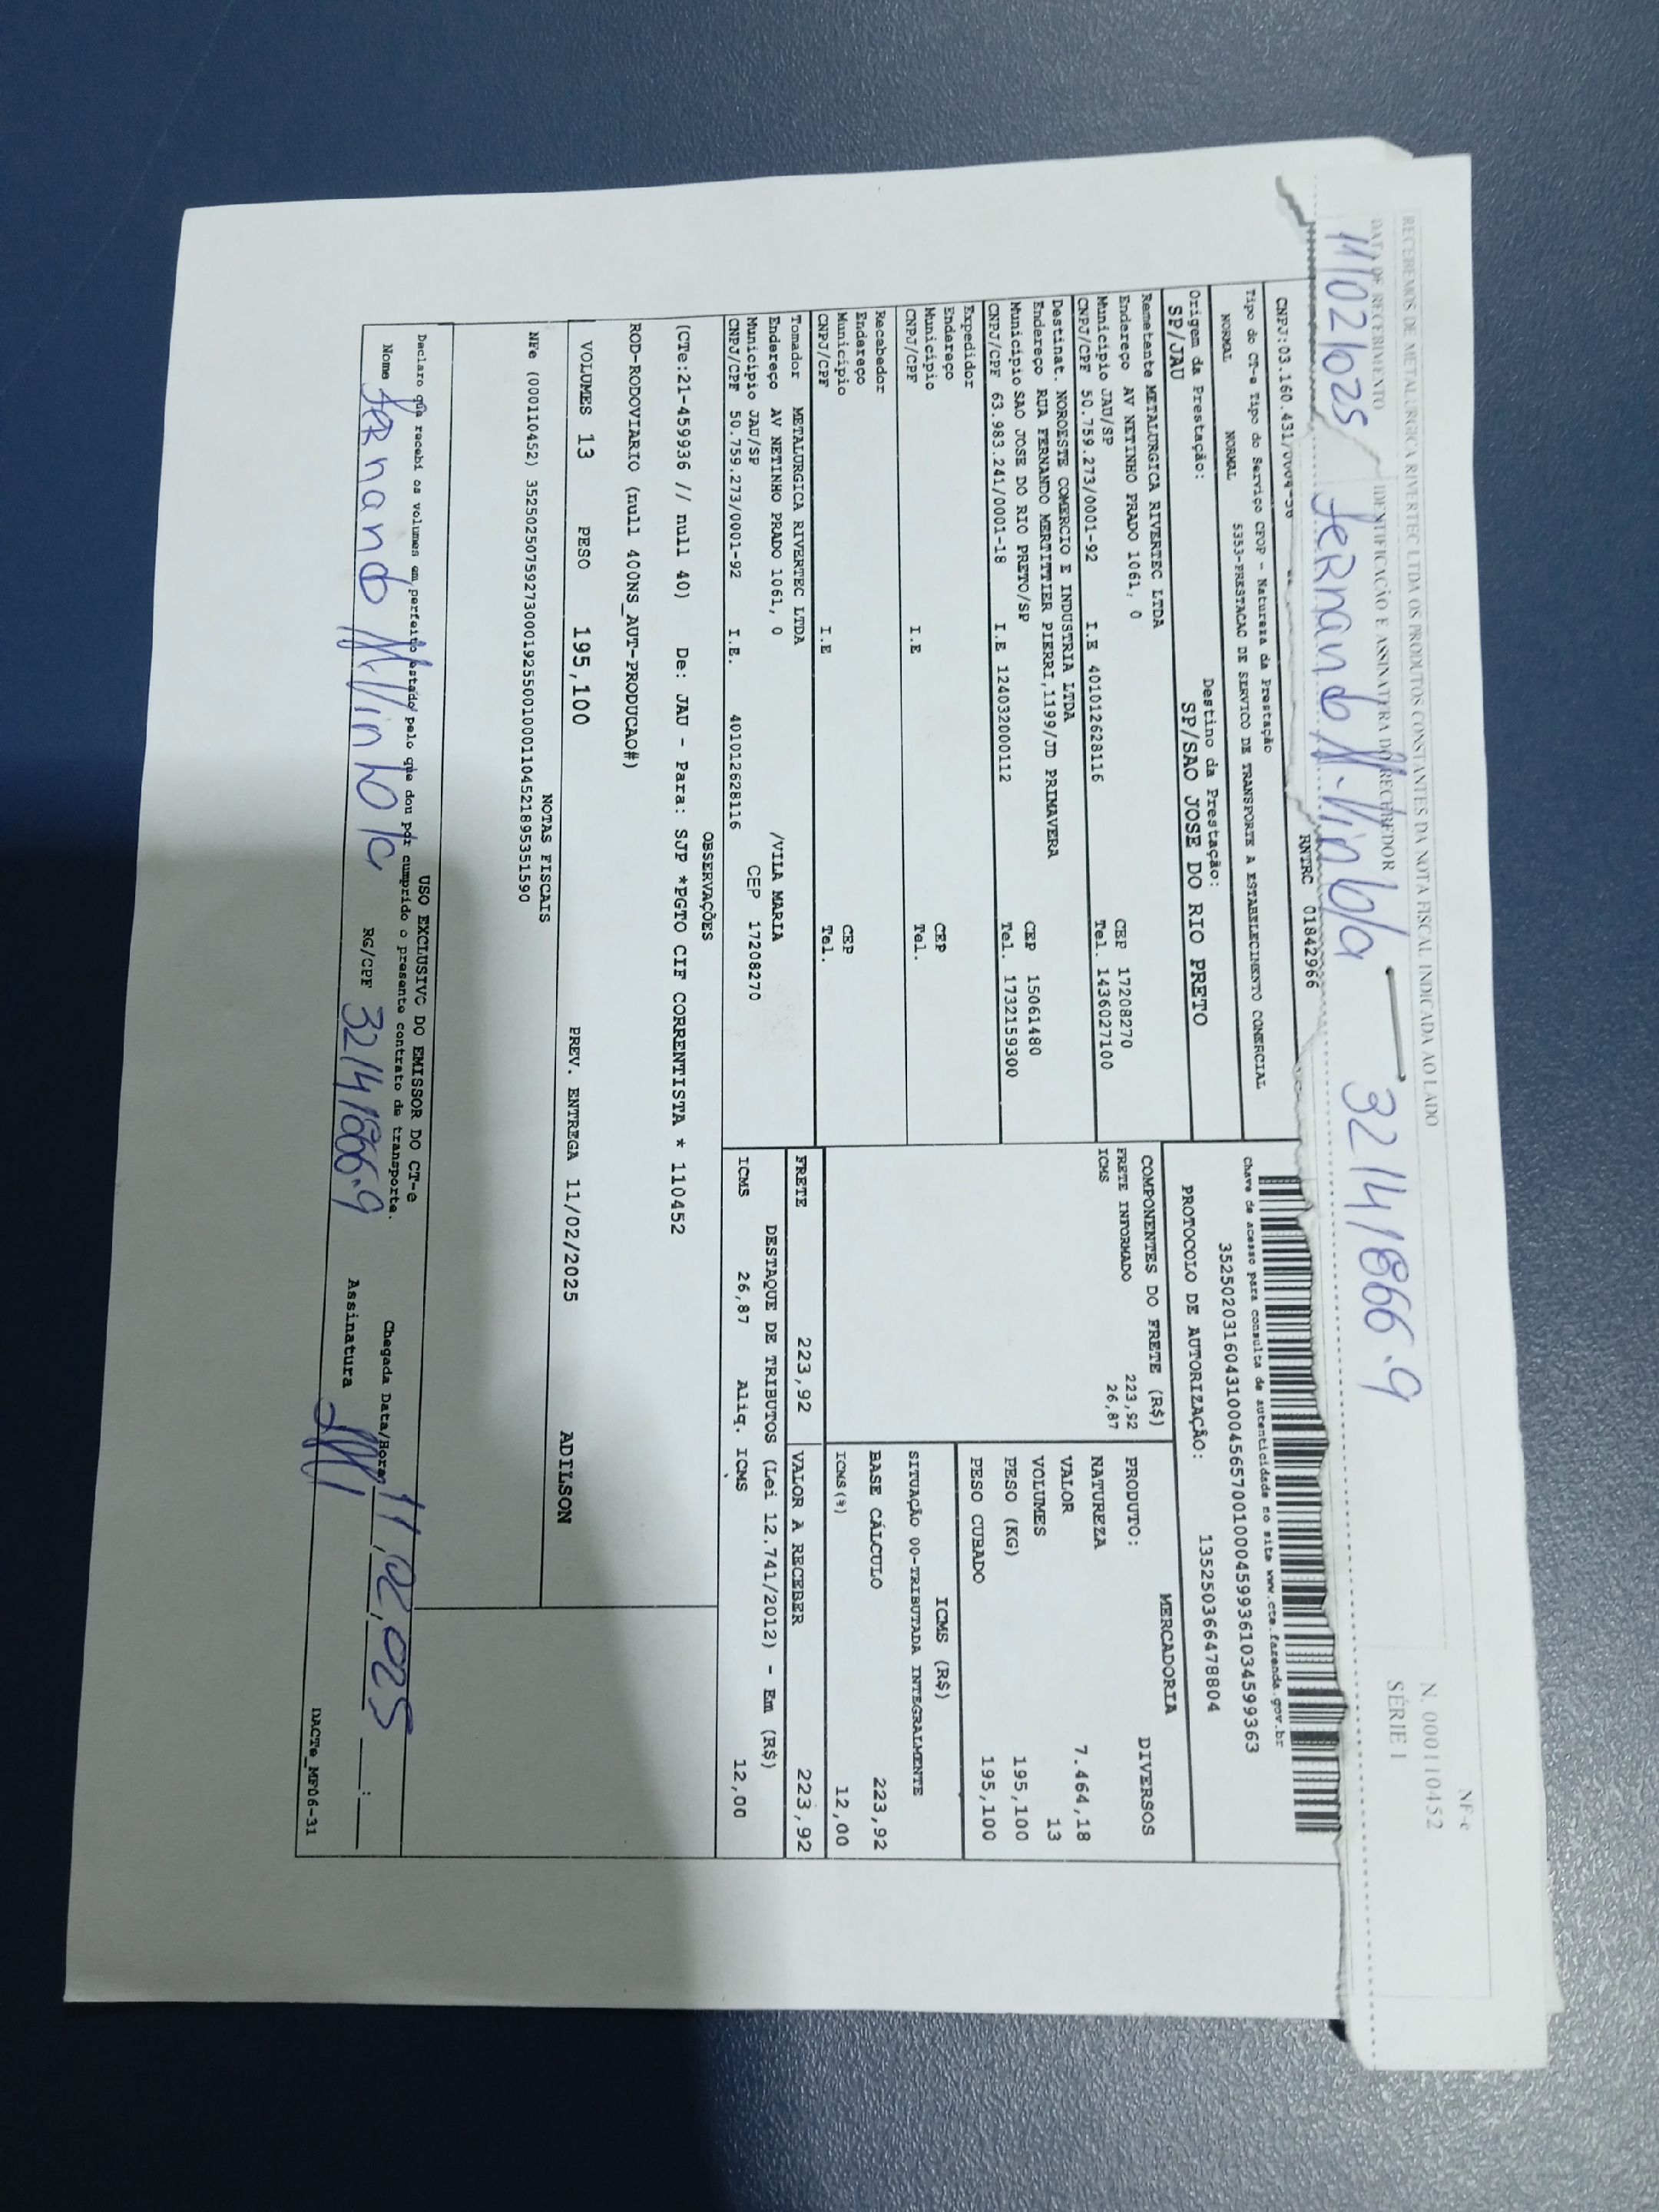 NF-e
RECEBEMOS DE METALURGICA RIVERTEC LTDA OS PRODUTOS CONSTANTES DA NOTA FISCAL INDICADA AO LADO
N. 000110452
SÉRIE 1
DATA DE RECEBIMENTO IDENTIFICAÇÃO E ASSINATURA DO RECEBEDOR
11/02/025 Fernando 32141866.9
CNPJ:03.160.431/0004-56 RNTRC 01842966
Tipo do CT-e Tipo do Serviço CFOP - Natureza da Prestação
NORMAL NORMAL 5353-PRESTACAO DE SERVICO DE TRANSPORTE A ESTABELECIMENTO COMERCIAL
Chave de acesso para consulta de autenticidade no site www.cte.fazenda.gov.br
35250203160431000456570010004599361034599363
Origem da Prestação: Destino da Prestação:
SP/JAU SP/SAO JOSE DO RIO PRETO
PROTOCOLO DE AUTORIZAÇÃO: 135250366478804
Remetente METALURGICA RIVERTEC LTDA
Endereço AV NETINHO PRADO 1061, 0 CEP 17208270
Município JAU/SP Tel. 1436027100
CNPJ/CPF 50.759.273/0001-92 I.E 401012628116
Destinat. NOROESTE COMERCIO E INDUSTRIA LTDA
Endereço RUA FERNANDO MERTITTIER PIERRI,1199/JD PRIMAVERA CEP 15061480
Município SAO JOSE DO RIO PRETO/SP Tel. 1732159300
CNPJ/CPF 63.983.241/0001-18 I.E 124032000112
Expedidor
Endereço CEP
Município Tel.
CNPJ/CPF I.E
Recebedor
Endereço CEP
Município Tel.
CNPJ/CPF I.E
COMPONENTES DO FRETE (R$)
FRETE INFORMADO 223,92
ICMS 26,87
MERCADORIA
PRODUTO: DIVERSOS
NATUREZA
VALOR 7.464,18
VOLUMES 13
PESO (KG) 195,100
PESO CUBADO 195,100
ICMS (R$)
SITUAÇÃO 00-TRIBUTADA INTEGRALMENTE
BASE CÁLCULO 223,92
ICMS(%) 12,00
Tomador METALURGICA RIVERTEC LTDA
Endereço AV NETINHO PRADO 1061, 0 /VILA MARIA
Município JAU/SP CEP 17208270
CNPJ/CPF 50.759.273/0001-92 I.E. 401012628116
FRETE 223,92 VALOR A RECEBER 223,92
DESTAQUE DE TRIBUTOS (Lei 12.741/2012) - Em (R$)
ICMS 26,87 Aliq. ICMS 12,00
OBSERVAÇÕES
(CTe:21-459936 // null 40) De: JAU - Para: SJP *PGTO CIF CORRENTISTA * 110452
ROD-RODOVIARIO (null 400NS_AUT-PRODUCAO#)
VOLUMES 13 PESO 195,100 PREV. ENTREGA 11/02/2025 ADILSON
NOTAS FISCAIS
NFe (000110452) 35250250759273000192550010001104521895351590
USO EXCLUSIVO DO EMISSOR DO CT-e
Declaro que recebi os volumes em perfeito estado pelo que dou por cumprido o presente contrato de transporte.
Chegada Data/Hora 11/02/025 :
Nome Fernando RG/CPF 32141866.9 Assinatura
DACTe_MF06-31